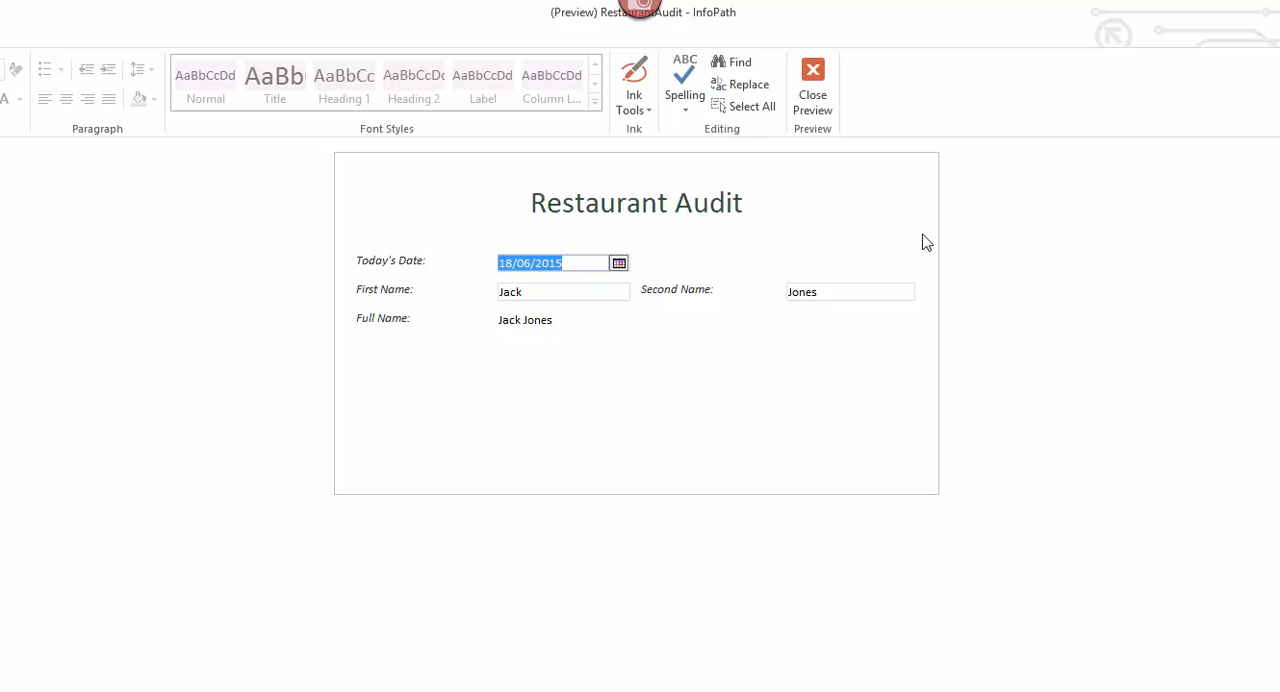 (Preview) Restaurant Audit - InfoPath
AaBbCcDd
AaBb
AaBbCc
AaBbCcDc
AaBbCcDd
AaBbCcDd
Normal
Title
Heading 1
Heading 2
Label
Column L...
Ink
Tools
ABC
Spelling
Find
Replace
Select All
Close
Preview
A
Paragraph
Font Styles
Ink
Editing
Preview
Restaurant Audit
Today's Date:
18/06/2015
First Name:
Jack
Second Name:
Jones
Full Name:
Jack Jones